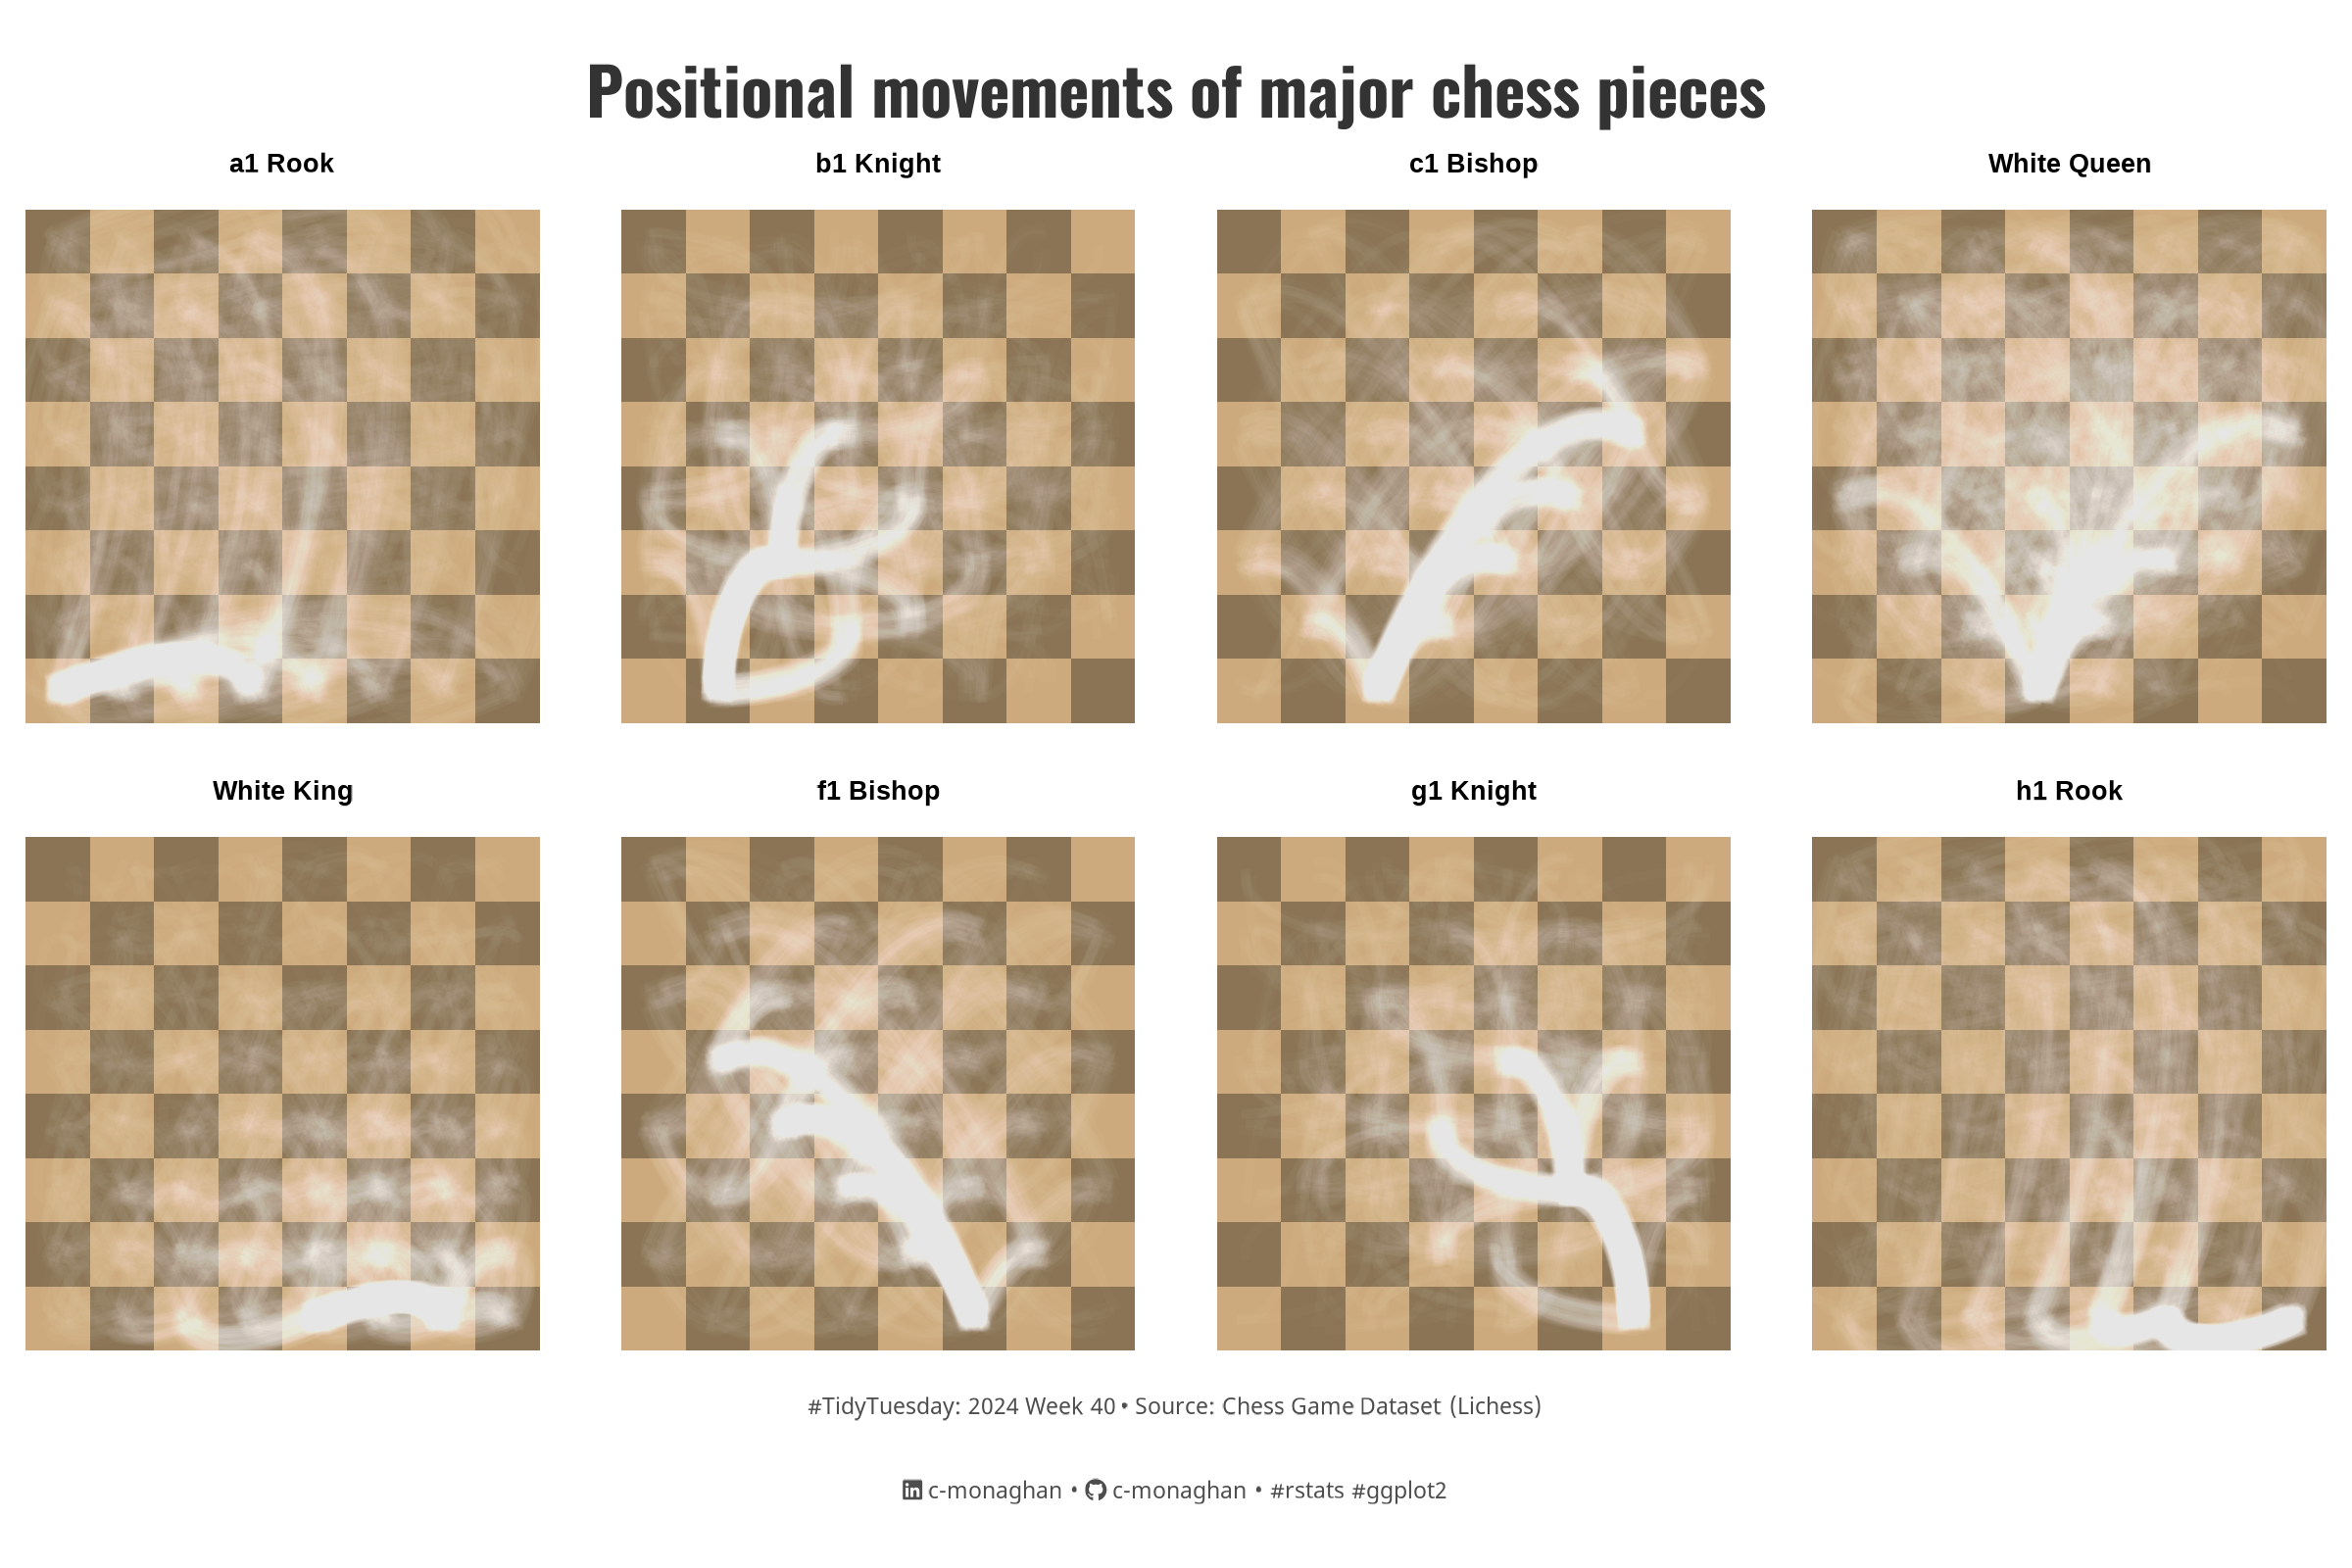 Positional movements of major chess pieces
a1 Rook
b1 Knight
c1 Bishop
White Queen
White King
f1 Bishop
g1 Knight
h1 Rook
#TidyTuesday: 2024 Week 40 • Source: Chess Game Dataset (Lichess)
in c-monaghan • c-monaghan • #rstats #ggplot2